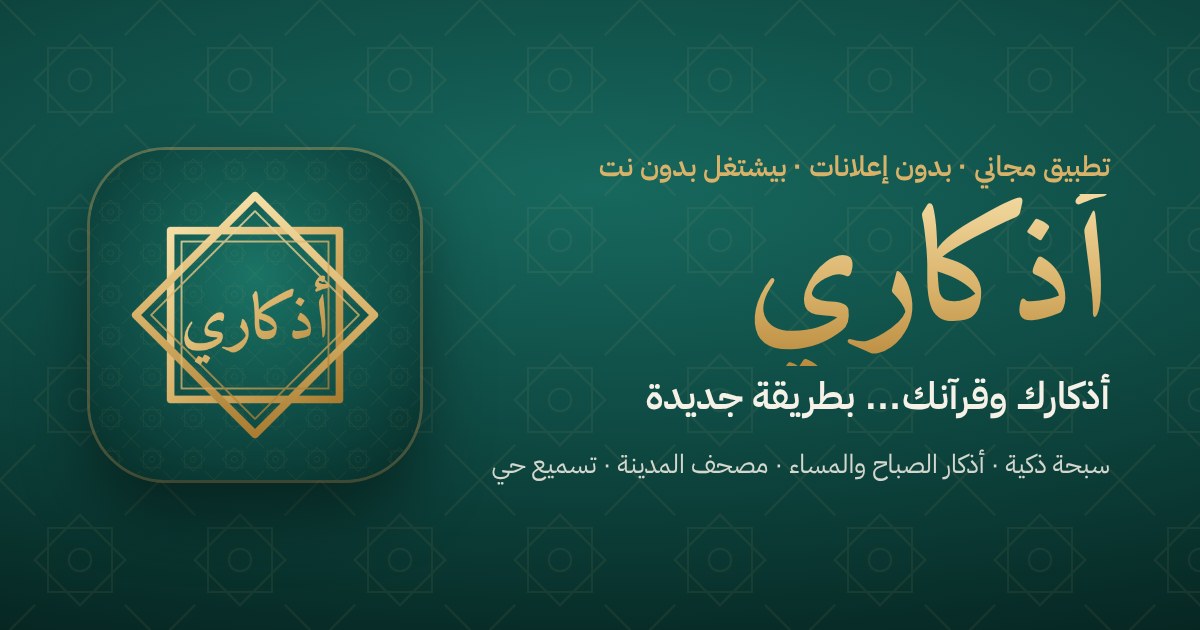 تطبيق مجاني · بدون إعلانات · بيشتغل بدون نت
أذكاري
أذكارك وقرآنك... بطريقة جديدة
سبحة ذكية · أذكار الصباح والمساء · مصحف المدينة · تسميع حي
أذكاري